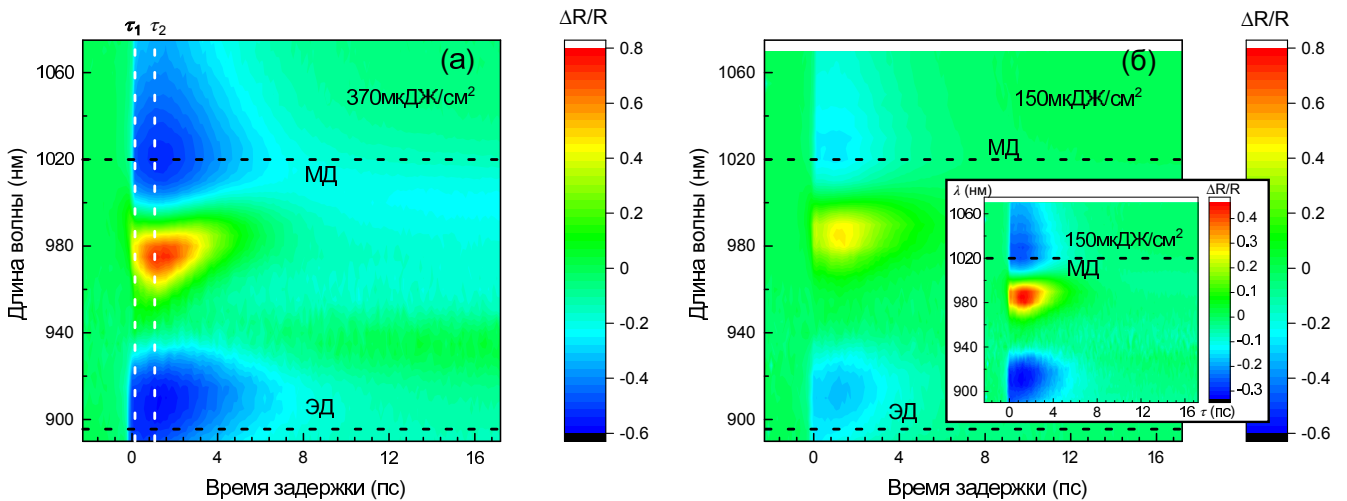 τ₁ τ₂
ΔR/R
(а)
370мкДЖ/см²
МД
ЭД
1060
1020
980
940
900
Длина волны (нм)
0 4 8 12 16
Время задержки (пс)
0.8
0.6
0.4
0.2
0
-0.2
-0.4
-0.6
ΔR/R
(б)
150мкДЖ/см²
МД
ЭД
1060
1020
980
940
900
Длина волны (нм)
0 4 8 12 16
Время задержки (пс)
0.8
0.6
0.4
0.2
0
-0.2
-0.4
-0.6
λ (нм)
ΔR/R
150мкДЖ/см²
МД
1060
1020
980
940
900
0 4 8 12 16 τ (пс)
0.4
0.3
0.2
0.1
0
-0.1
-0.2
-0.3